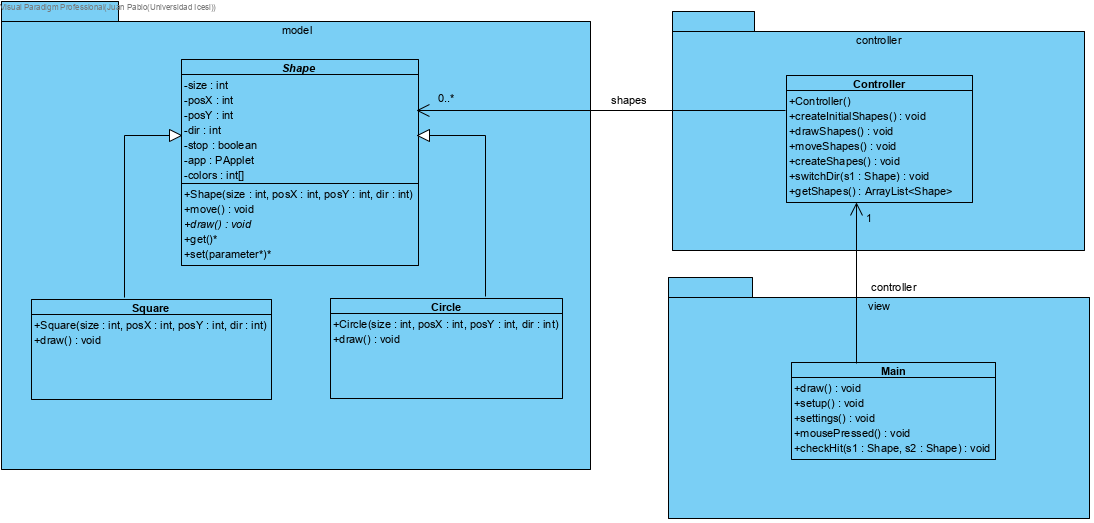 Visual Paradigm Professional(Juan Pablo(Universidad Icesi))
model
Shape
-size : int
-posX : int
-posY : int
-dir : int
-stop : boolean
-app : PApplet
-colors : int[]
+Shape(size : int, posX : int, posY : int, dir : int)
+move() : void
+draw() : void
+get()*
+set(parameter*)*
Square
+Square(size : int, posX : int, posY : int, dir : int)
+draw() : void
Circle
+Circle(size : int, posX : int, posY : int, dir : int)
+draw() : void
0..*
shapes
controller
Controller
+Controller()
+createInitialShapes() : void
+drawShapes() : void
+moveShapes() : void
+createShapes() : void
+switchDir(s1 : Shape) : void
+getShapes() : ArrayList<Shape>
1
controller
view
Main
+draw() : void
+setup() : void
+settings() : void
+mousePressed() : void
+checkHit(s1 : Shape, s2 : Shape) : void